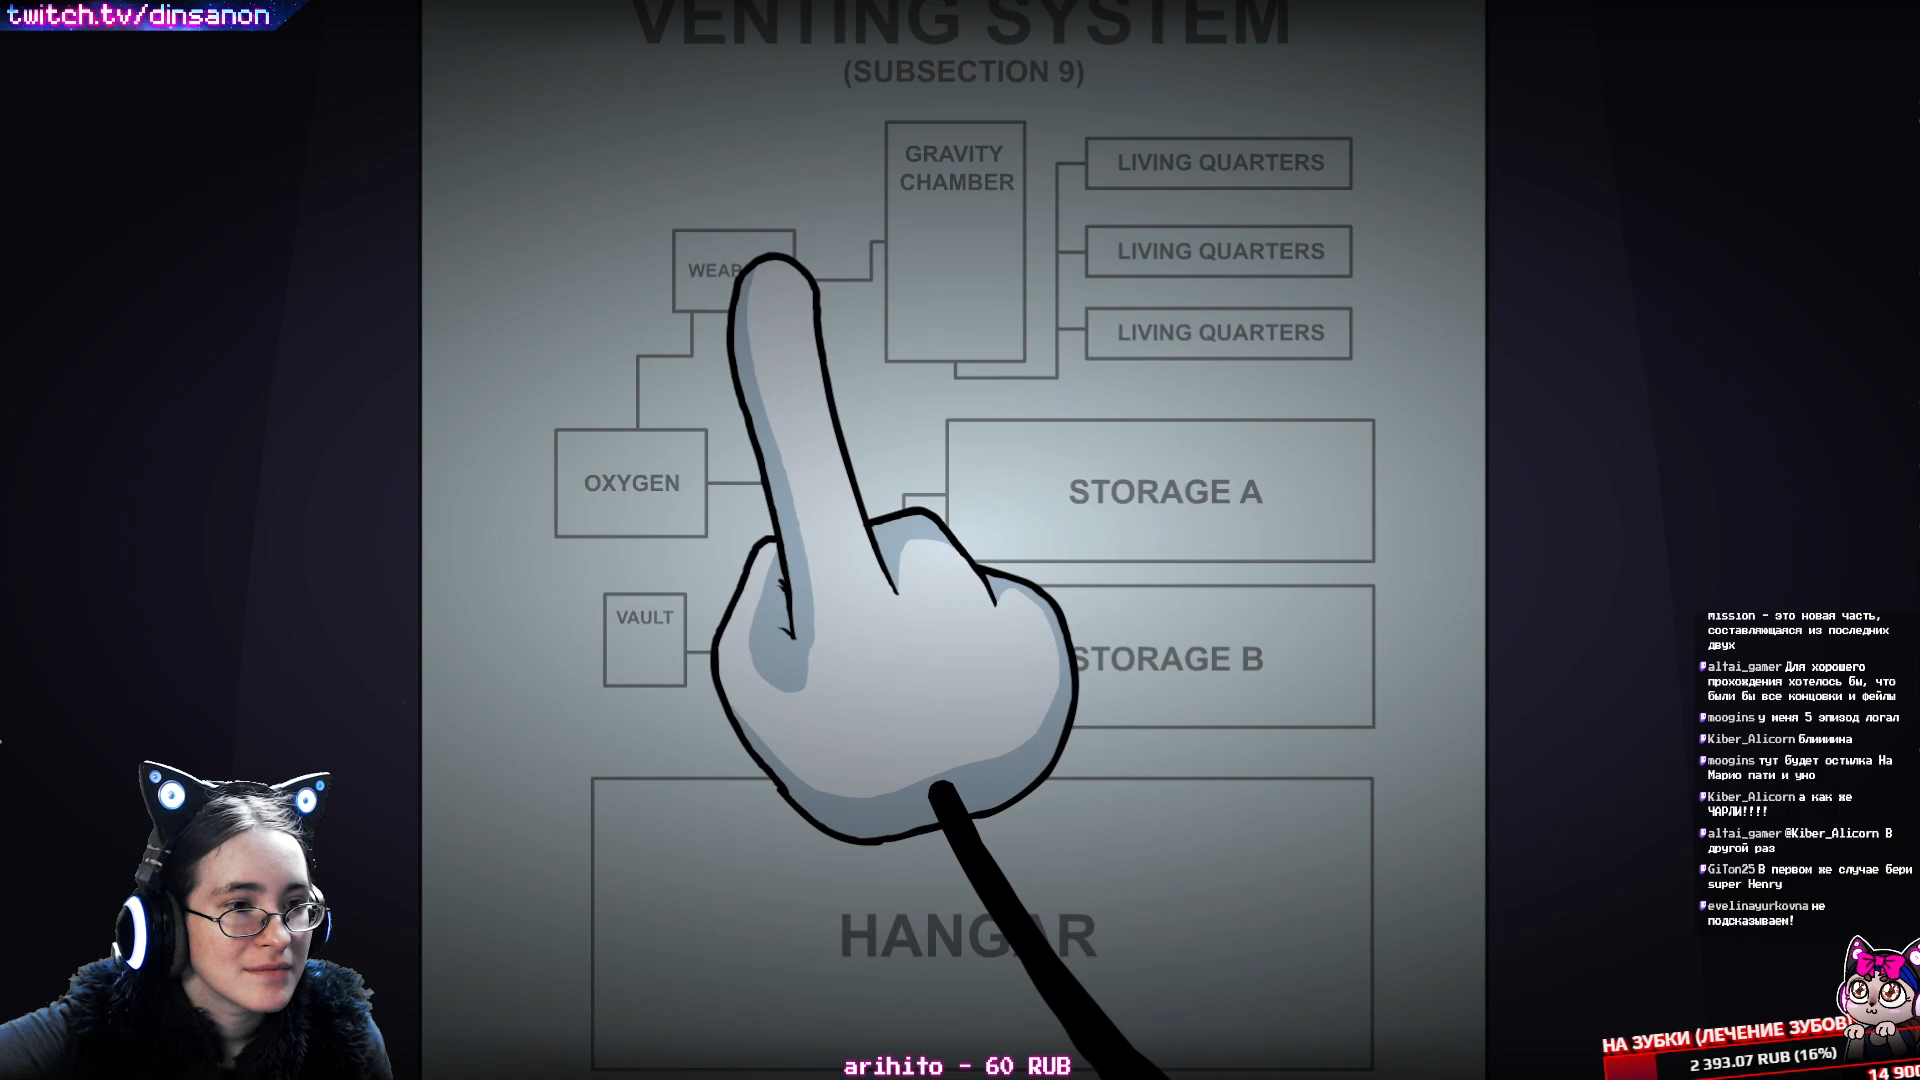 twitch.tv/dinsanon
VENTING SYSTEM
(SUBSECTION 9)
GRAVITY
CHAMBER
LIVING QUARTERS
LIVING QUARTERS
LIVING QUARTERS
OXYGEN
STORAGE A
VAULT
STORAGE B
HANGAR
mission - это новая часть,
составляющаяся из последних
двух
altai_gamer Для хорошего
прохождения хотелось бы, что
были бы все концовки и фейлы
moogins у меня 5 эпизод логал
Kiber_Alicorn блиииина
moogins тут будет остылка На
Марио пати и уно
Kiber_Alicorn а как же
ЧАРЛИ!!!!
altai_gamer @Kiber_Alicorn В
другой раз
GiTon25 В первом же случае бери
super Henry
evelinayurkovna не
подсказываем!
НА ЗУБКИ (ЛЕЧЕНИЕ ЗУБОВ)
2 393.07 RUB (16%)
14 900
arihito - 60 RUB